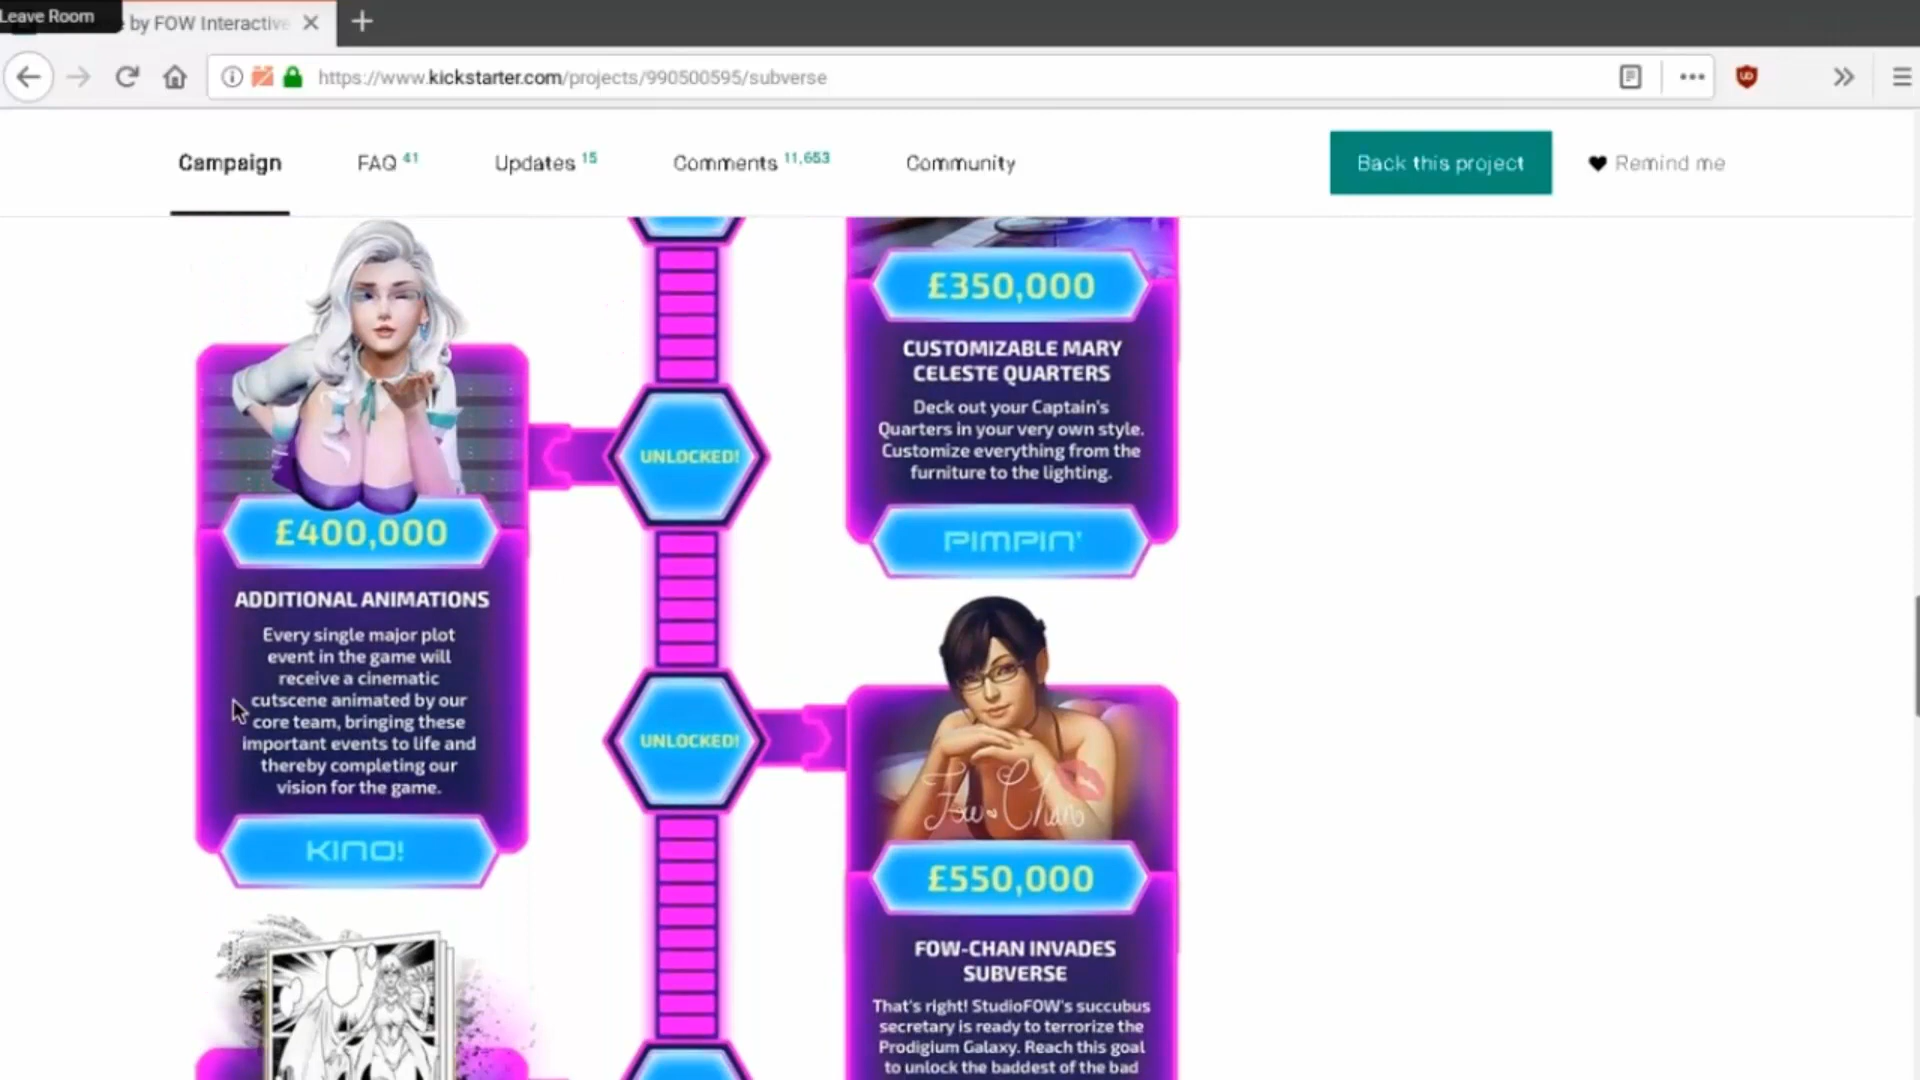 Leave Room
by FOW Interactive
https://www.kickstarter.com/projects/990500595/subverse
Campaign
FAQ 41
Updates 15
Comments 11,653
Community
Back this project
Remind me
£350,000
CUSTOMIZABLE MARY
CELESTE QUARTERS
Deck out your Captain's
Quarters in your very own style.
Customize everything from the
furniture to the lighting.
PIMPIN'
UNLOCKED!
£400,000
ADDITIONAL ANIMATIONS
Every single major plot
event in the game will
receive a cinematic
cutscene animated by our
core team, bringing these
important events to life and
thereby completing our
vision for the game.
KINO!
UNLOCKED!
Fow-Chan
£550,000
FOW-CHAN INVADES
SUBVERSE
That's right! StudioFOW's succubus
secretary is ready to terrorize the
Prodigium Galaxy. Reach this goal
to unlock the baddest of the bad